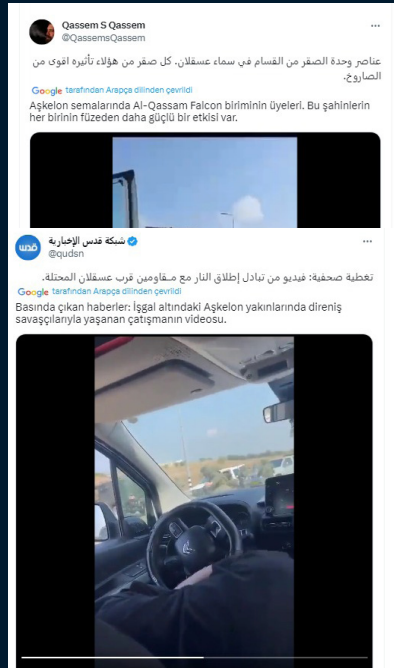 Qassem S Qassem
@QassemsQassem
عناصر وحدة الصقر من القسام في سماء عسقلان. كل صقر من هؤلاء تأثيره اقوى من
الصاروخ.
Google tarafından Arapça dilinden çevrildi
Aşkelon semalarında Al-Qassam Falcon biriminin üyeleri. Bu şahinlerin
her birinin füzeden daha güçlü bir etkisi var.
قدس
شبكة قدس الإخبارية
@qudsn
تغطية صحفية: فيديو من تبادل إطلاق النار مع مـقاومين قرب عسقلان المحتلة.
Google tarafından Arapça dilinden çevrildi
Basında çıkan haberler: İşgal altındaki Aşkelon yakınlarında direniş
savaşçılarıyla yaşanan çatışmanın videosu.